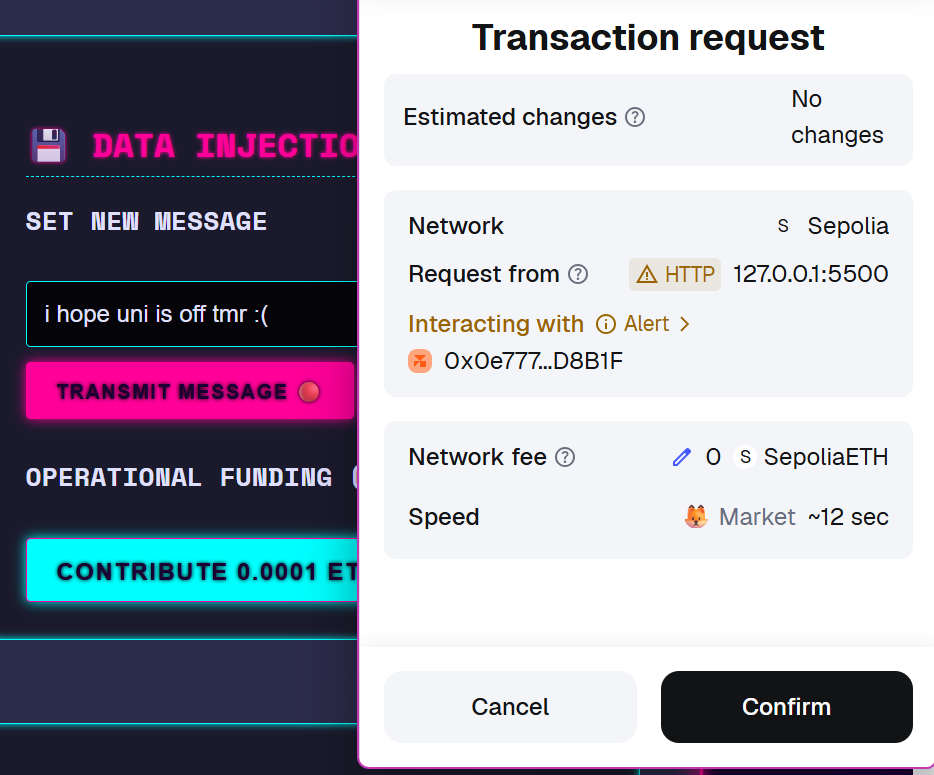 DATA INJECTIO
SET NEW MESSAGE
i hope uni is off tmr :(
TRANSMIT MESSAGE
OPERATIONAL FUNDING (
CONTRIBUTE 0.0001 ET
Transaction request
Estimated changes ?
No
changes
Network S Sepolia
Request from ? HTTP 127.0.0.1:5500
Interacting with Alert >
0x0e777...D8B1F
Network fee ? 0 S SepoliaETH
Speed Market ~12 sec
Cancel Confirm